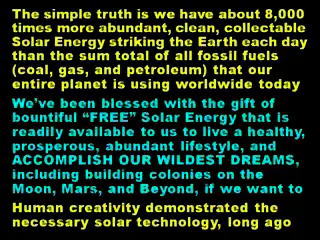 The simple truth is we have about 8,000
times more abundant, clean, collectable
Solar Energy striking the Earth each day
than the sum total of all fossil fuels
(coal, gas, and petroleum) that our
entire planet is using worldwide today
We've been blessed with the gift of
bountiful “FREE” Solar Energy that is
readily available to us to live a healthy,
prosperous, abundant lifestyle, and
ACCOMPLISH OUR WILDEST DREAMS,
including building colonies on the
Moon, Mars, and Beyond, if we want to
Human creativity demonstrated the
necessary solar technology, long ago